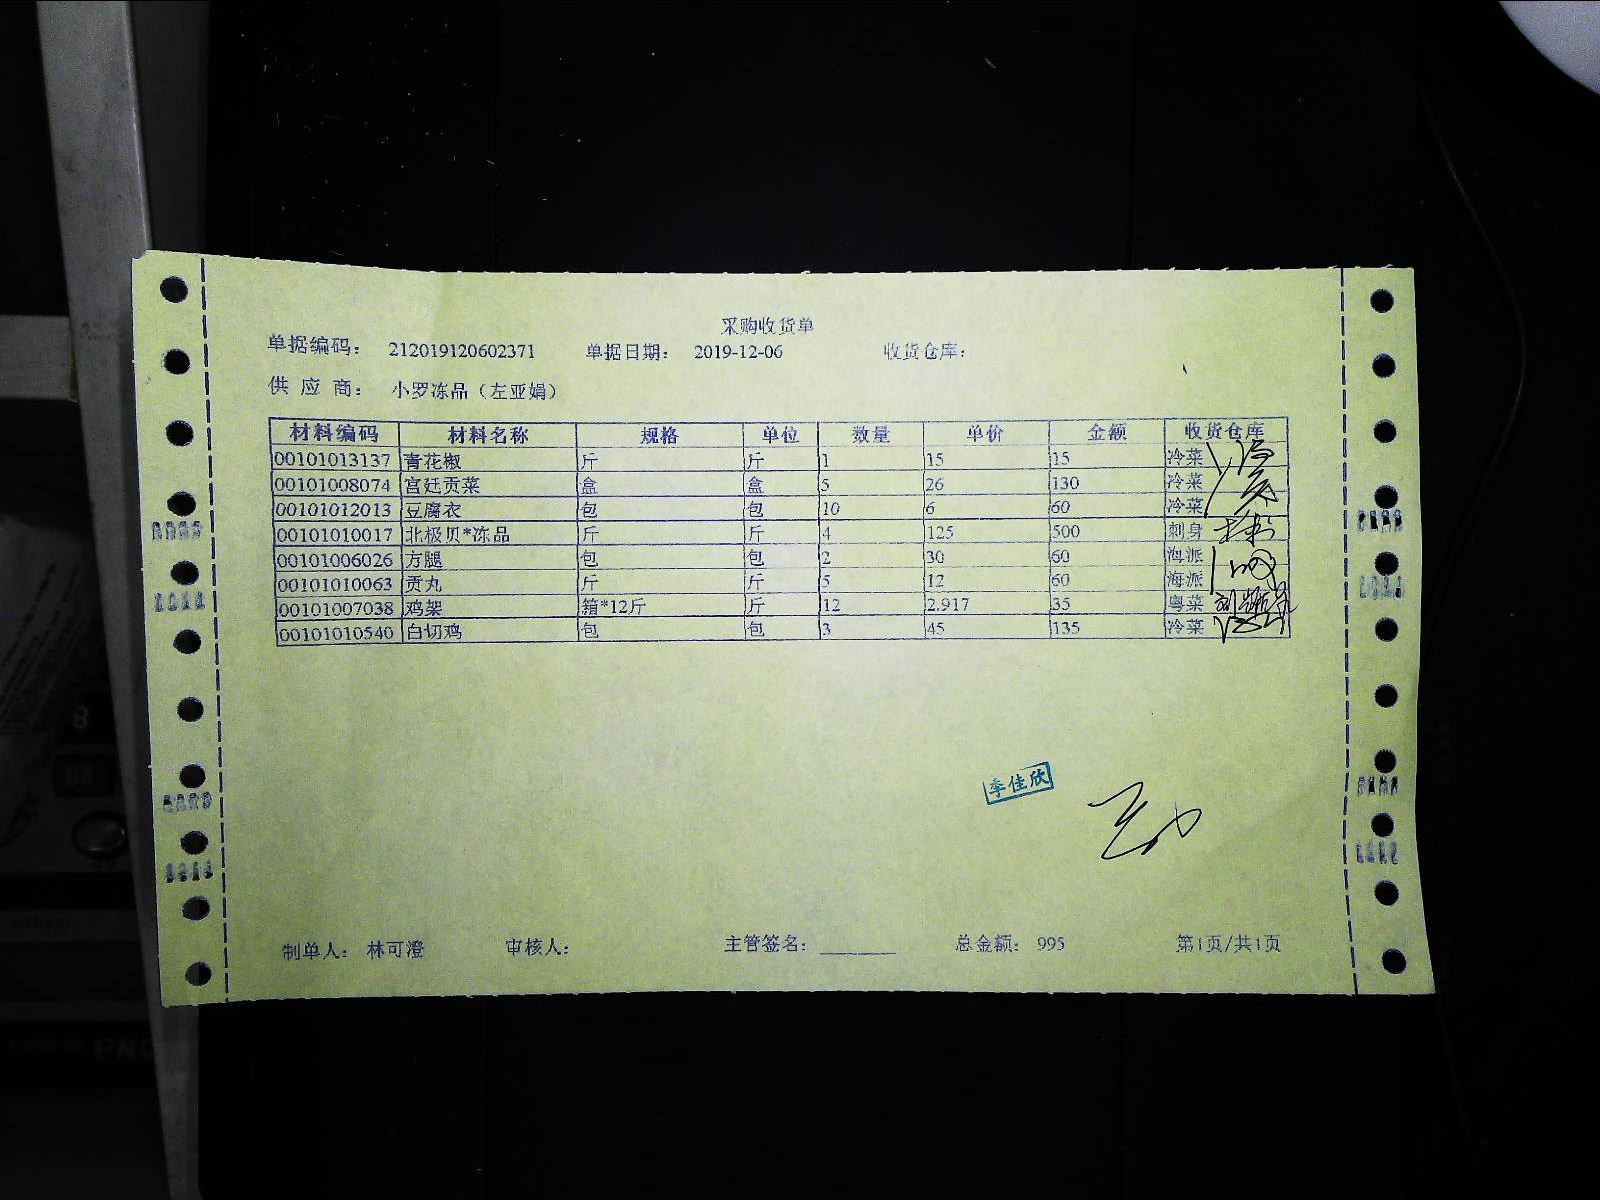 采购收货单
单据编码： 212019120602371 单据日期： 2019-12-06 收货仓库：
供 应 商： 小罗冻品（左亚娟）
材料编码 材料名称 规格 单位 数量 单价 金额 收货仓库
00101013137 青花椒 斤 斤 1 15 15 冷菜
00101008074 宫廷贡菜 盒 盒 5 26 130 冷菜
00101012013 豆腐衣 包 包 10 6 60 冷菜
00101010017 北极贝*冻品 斤 斤 4 125 500 刺身
00101006026 方腿 包 包 2 30 60 海派
00101010063 贡丸 斤 斤 5 12 60 海派
00101007038 鸡架 箱*12斤 斤 12 2.917 35 粤菜
00101010540 白切鸡 包 包 3 45 135 冷菜
季佳欣
制单人： 林可澄 审核人： 主管签名： 总金额： 995 第1页/共1页